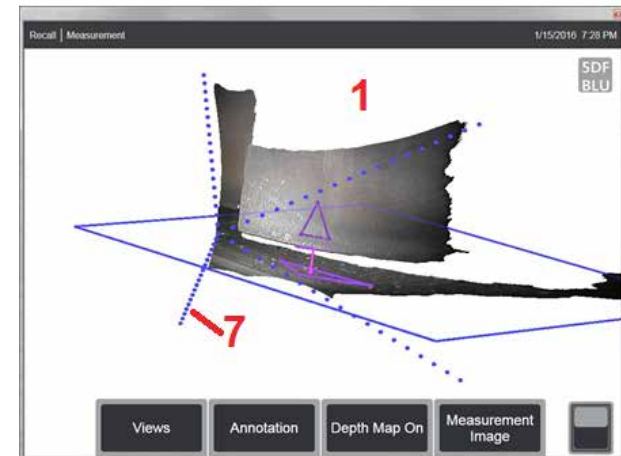 Recall | Measurement
1/15/2016 7:28 PM
SDF
BLU
1
7
Views
Annotation
Depth Map On
Measurement
Image